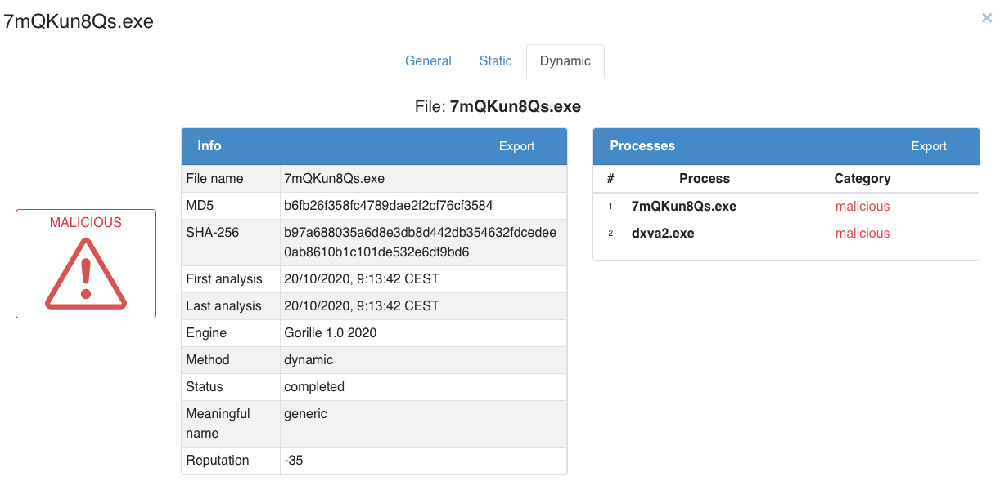 7mQKun8Qs.exe
×
General Static Dynamic
File: 7mQKun8Qs.exe
MALICIOUS
Info Export
File name 7mQKun8Qs.exe
MD5 b6fb26f358fc4789dae2f2cf76cf3584
SHA-256 b97a688035a6d8e3db8d442db354632fdcedee
0ab8610b1c101de532e6df9bd6
First analysis 20/10/2020, 9:13:42 CEST
Last analysis 20/10/2020, 9:13:42 CEST
Engine Gorille 1.0 2020
Method dynamic
Status completed
Meaningful generic
name
Reputation -35
Processes Export
# Process Category
1 7mQKun8Qs.exe malicious
2 dxva2.exe malicious